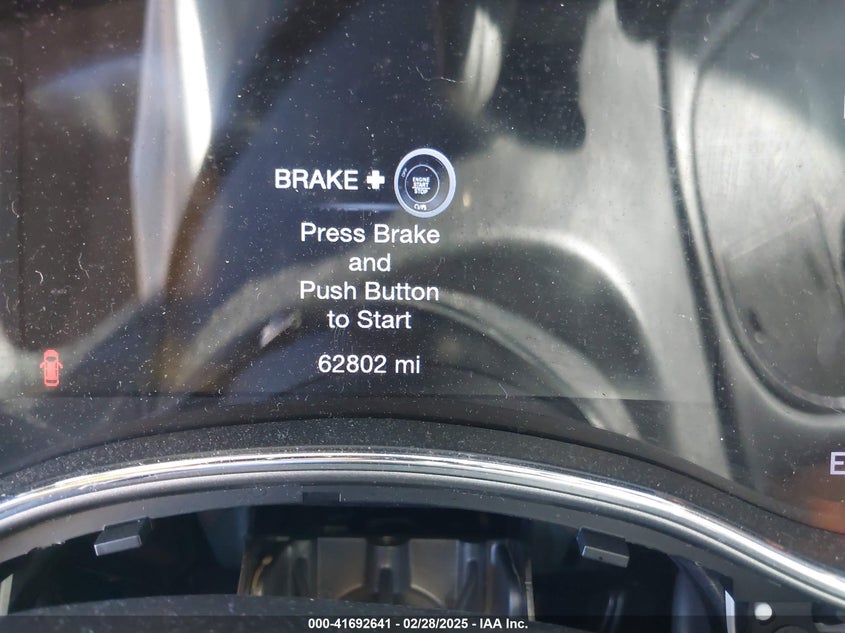 BRAKE +
ENGINE
START
STOP
Press Brake
and
Push Button
to Start
62802 mi
E
000-41692641 - 02/28/2025 - IAA Inc.